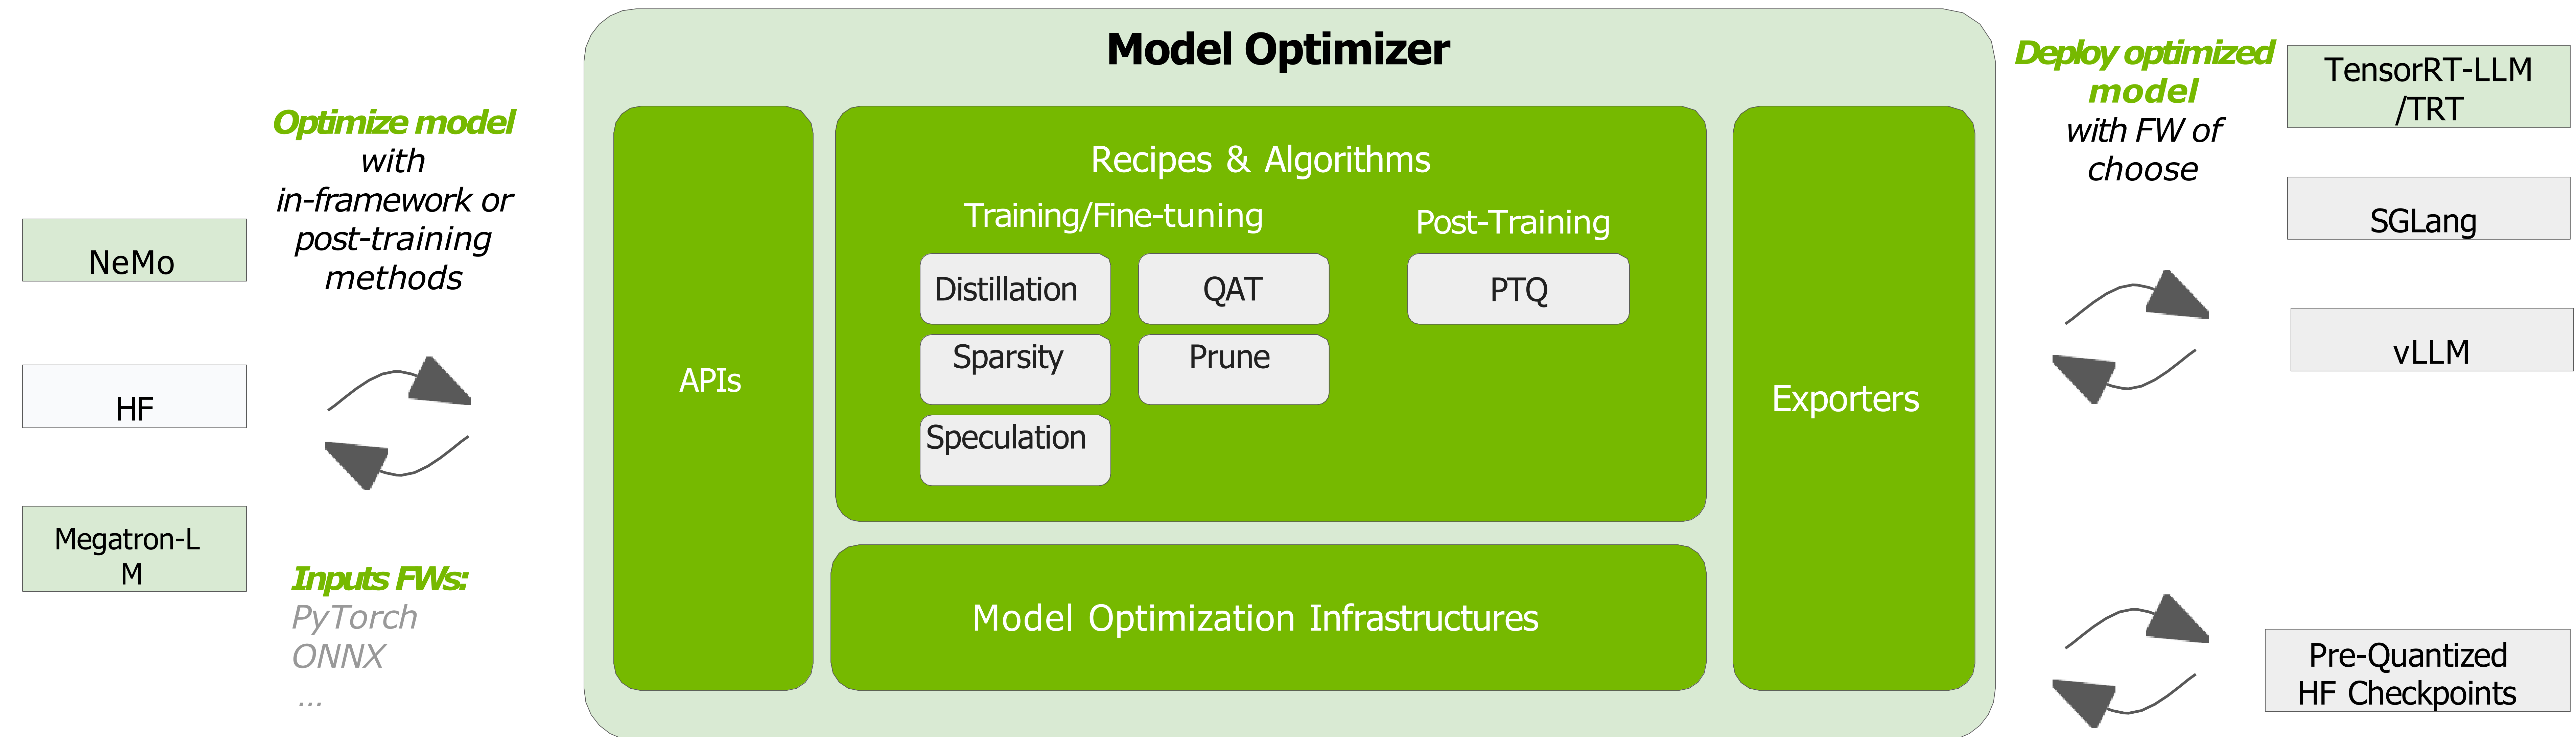 Model Optimizer
NeMo
HF
Megatron-L
M
Optimize model
with
in-framework or
post-training
methods
Inputs FWs:
PyTorch
ONNX
...
APIs
Recipes & Algorithms
Training/Fine-tuning
Post-Training
Distillation
QAT
PTQ
Sparsity
Prune
Speculation
Model Optimization Infrastructures
Exporters
Deploy optimized
model
with FW of
choose
TensorRT-LLM
/TRT
SGLang
vLLM
Pre-Quantized
HF Checkpoints